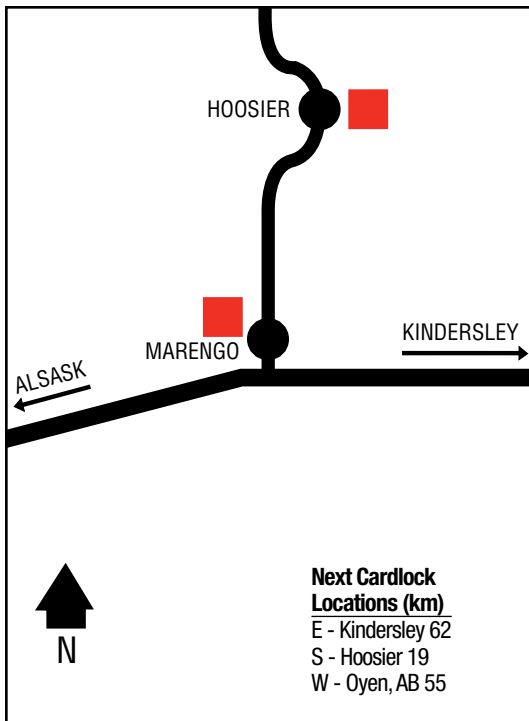 HOOSIER
MARENGO
KINDERSLEY
ALSASK
N
Next Cardlock
Locations (km)
E - Kindersley 62
S - Hoosier 19
W - Oyen, AB 55